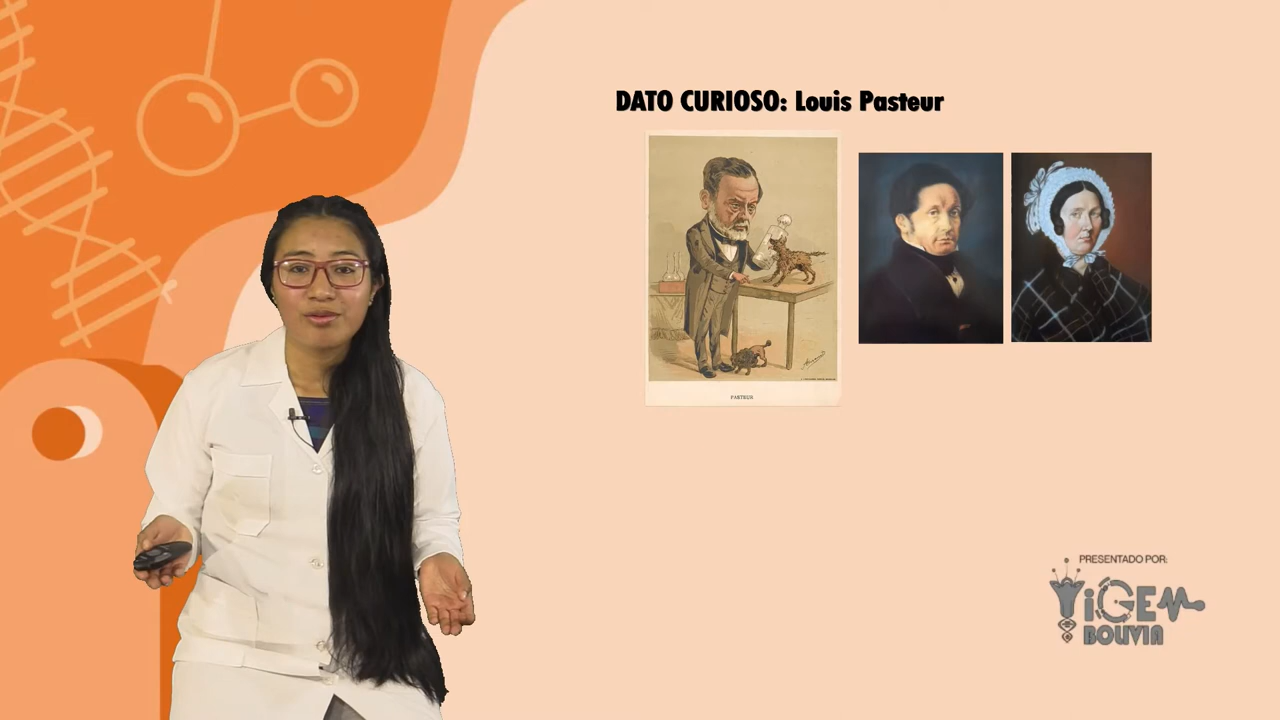 DATO CURIOSO: Louis Pasteur
PASTEUR
PRESENTADO POR:
iGEM
BOLIVIA